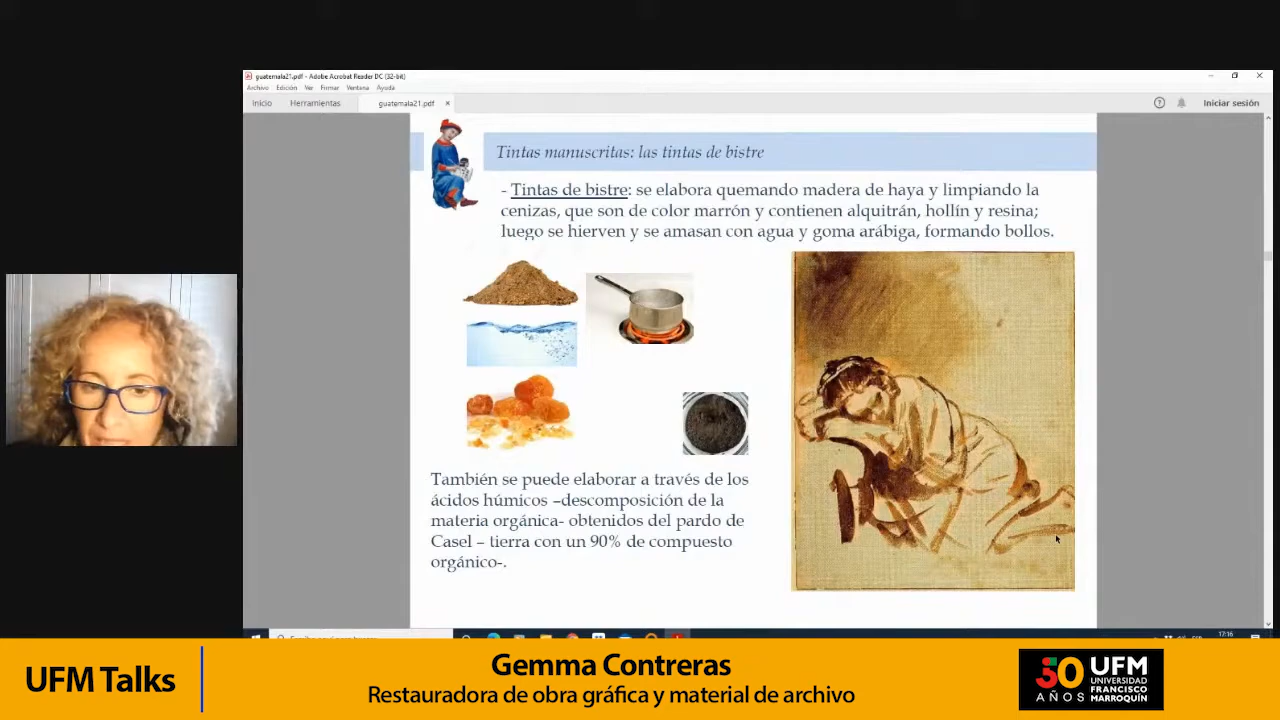 guatemala21.pdf - Adobe Acrobat Reader DC (32-bit)
Archivo Edición Ver Firmar Ventana Ayuda
Inicio Herramientas guatemala21.pdf × Iniciar sesión
Tintas manuscritas: las tintas de bistre
- Tintas de bistre: se elabora quemando madera de haya y limpiando la
cenizas, que son de color marrón y contienen alquitrán, hollín y resina;
luego se hierven y se amasan con agua y goma arábiga, formando bollos.
También se puede elaborar a través de los
ácidos húmicos –descomposición de la
materia orgánica- obtenidos del pardo de
Casel – tierra con un 90% de compuesto
orgánico-.
17:16
UFM Talks
Gemma Contreras
Restauradora de obra gráfica y material de archivo
50
AÑOS
UFM
UNIVERSIDAD
FRANCISCO
MARROQUÍN